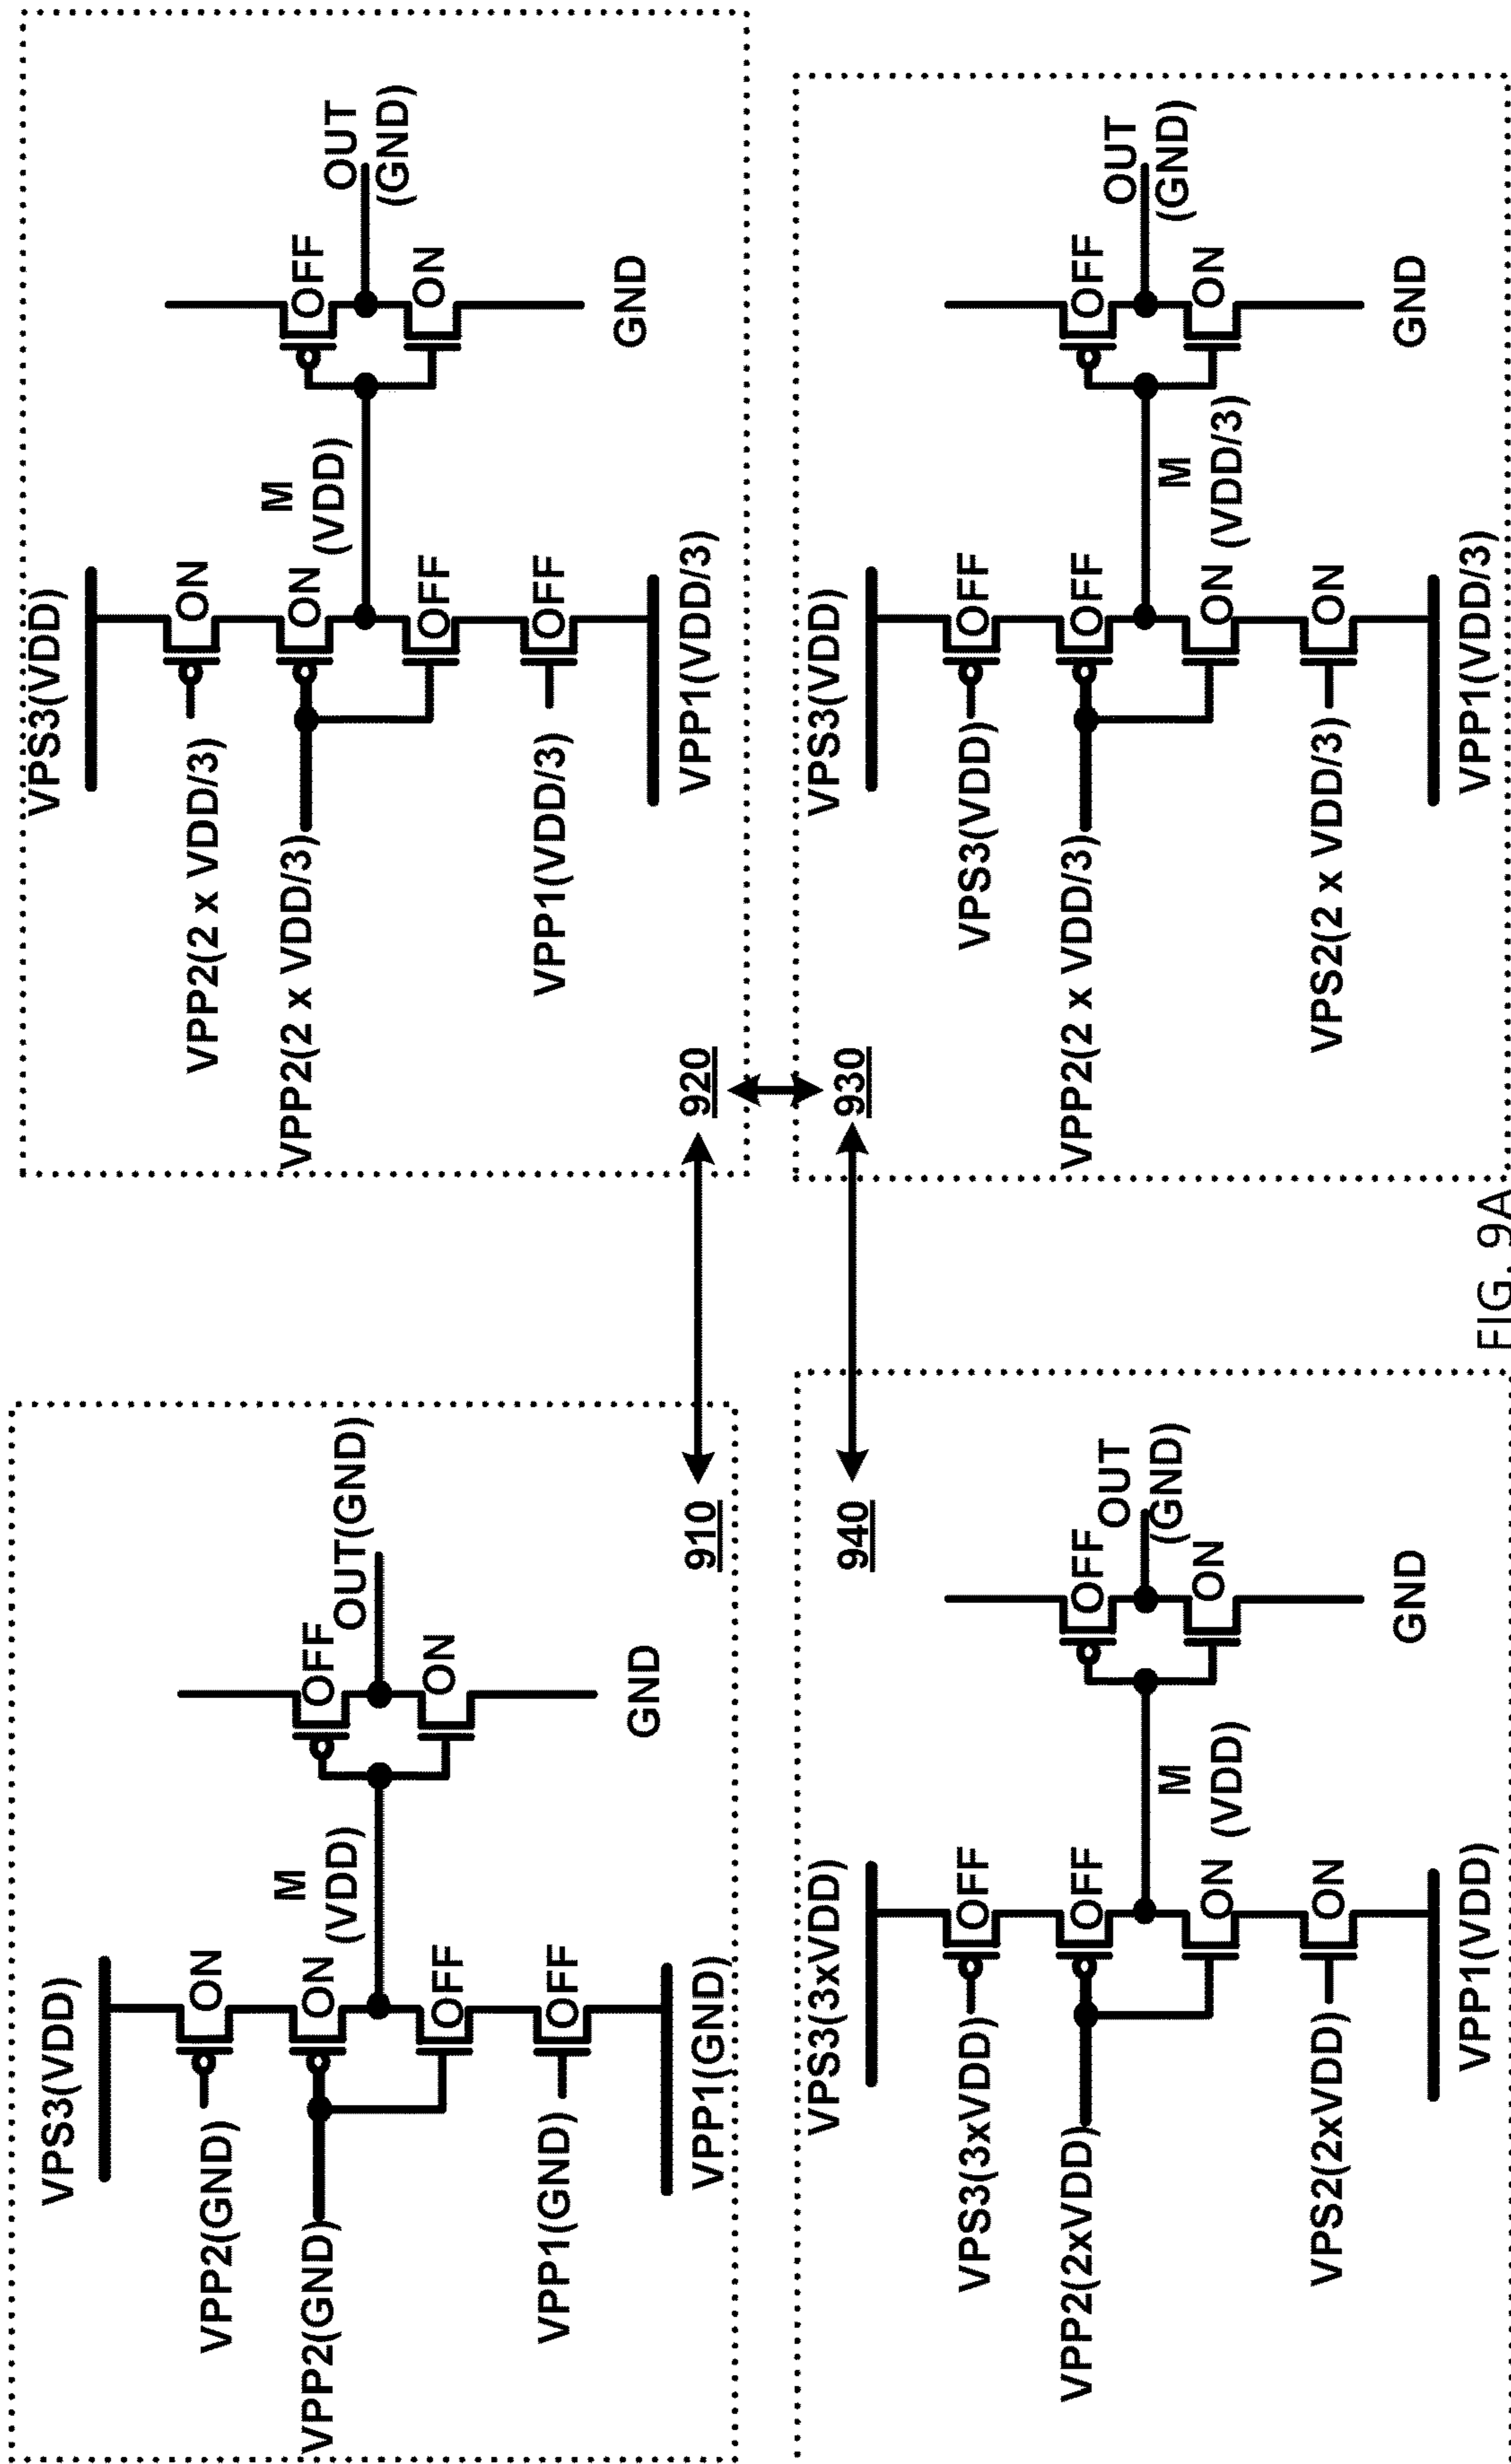 VPS3(VDD)
VPP2(GND)
ON
VPP2(GND)
ON
M
(VDD)
OFF
OUT(GND)
OFF
ON
VPP1(GND)
OFF
GND
VPP1(GND)
910
VPS3(VDD)
VPP2(2 x VDD/3)
ON
VPP2(2 x VDD/3)
ON
M
(VDD)
OFF
OUT
(GND)
OFF
ON
VPP1(VDD/3)
OFF
GND
VPP1(VDD/3)
920
940
VPS3(3xVDD)
VPS3(3xVDD)
OFF
VPP2(2xVDD)
OFF
OFF
OUT
(GND)
M
(VDD)
ON
ON
VPS2(2xVDD)
ON
GND
VPP1(VDD)
930
VPS3(VDD)
VPS3(VDD)
OFF
VPP2(2 x VDD/3)
OFF
OFF
OUT
(GND)
M
(VDD/3)
ON
ON
VPS2(2 x VDD/3)
ON
GND
VPP1(VDD/3)
FIG. 9A